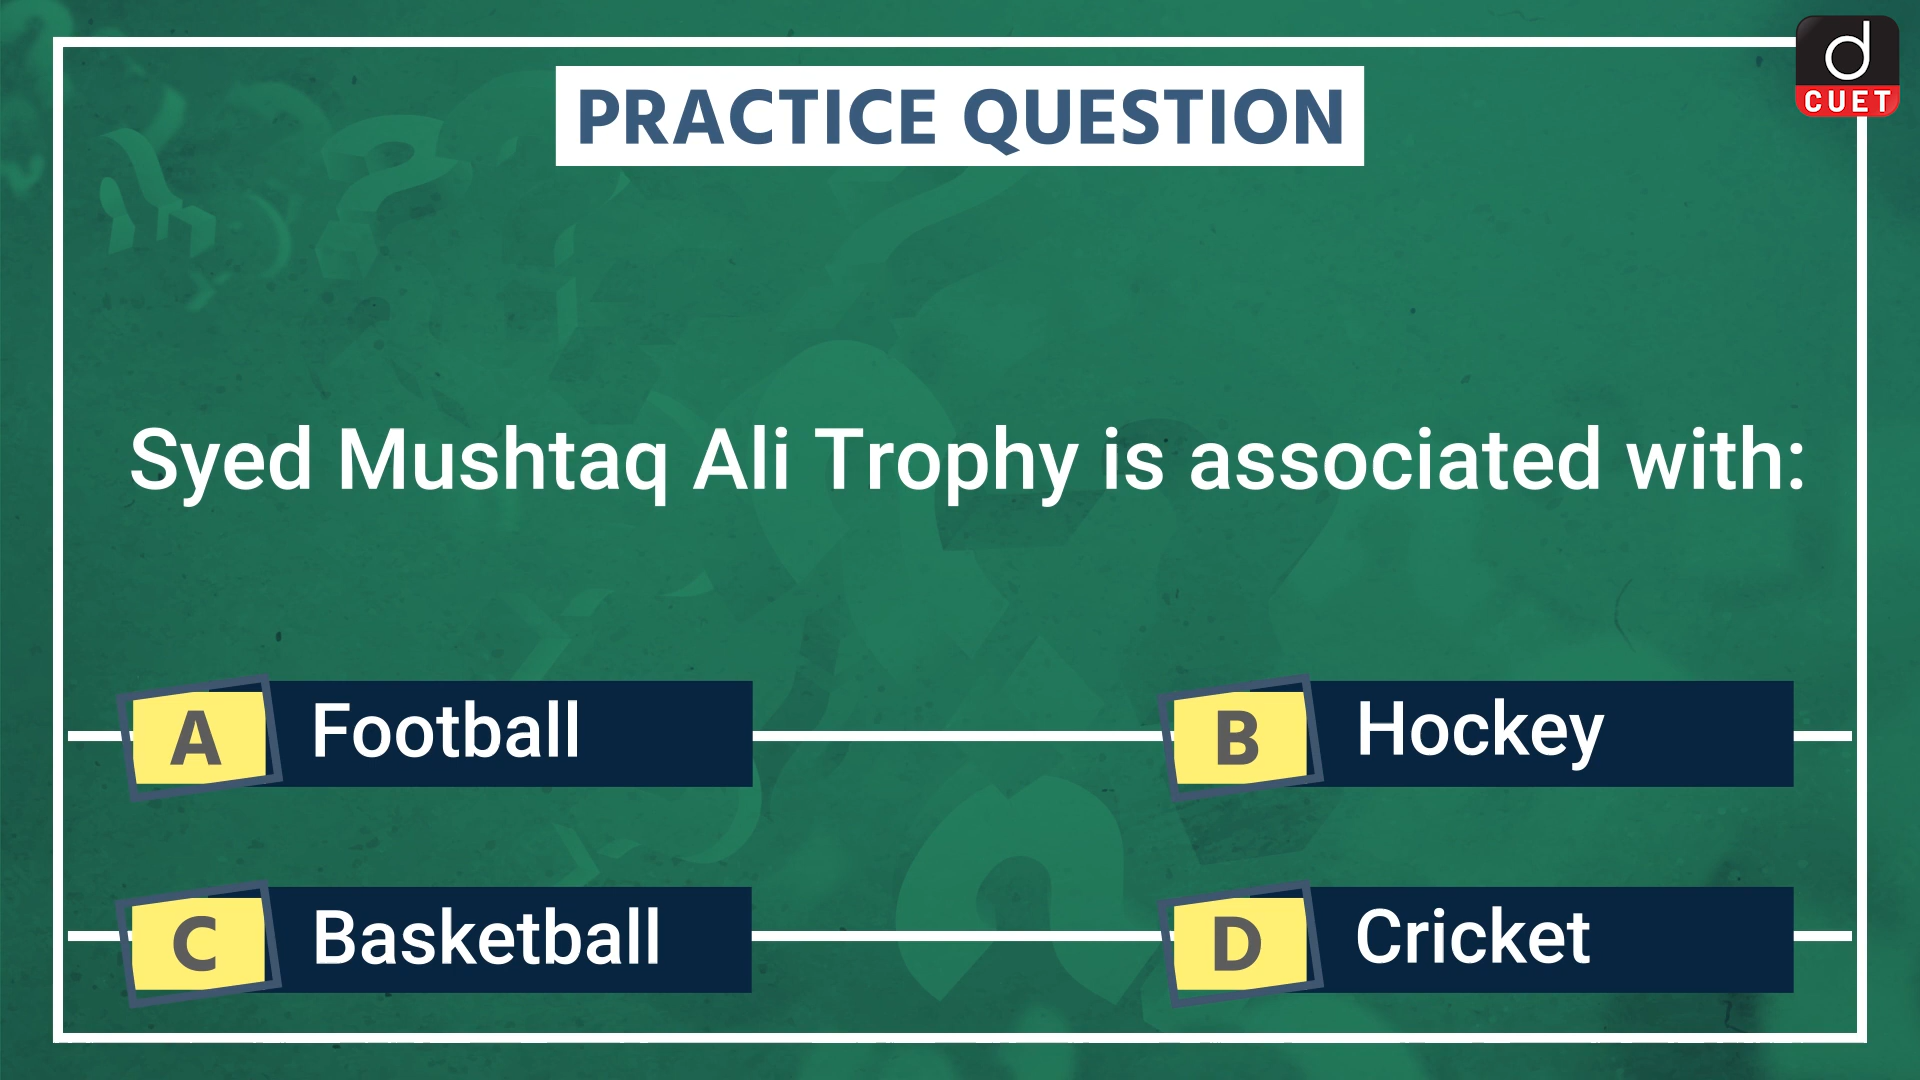 d
CUET
PRACTICE QUESTION
Syed Mushtaq Ali Trophy is associated with:
A Football
B Hockey
C Basketball
D Cricket